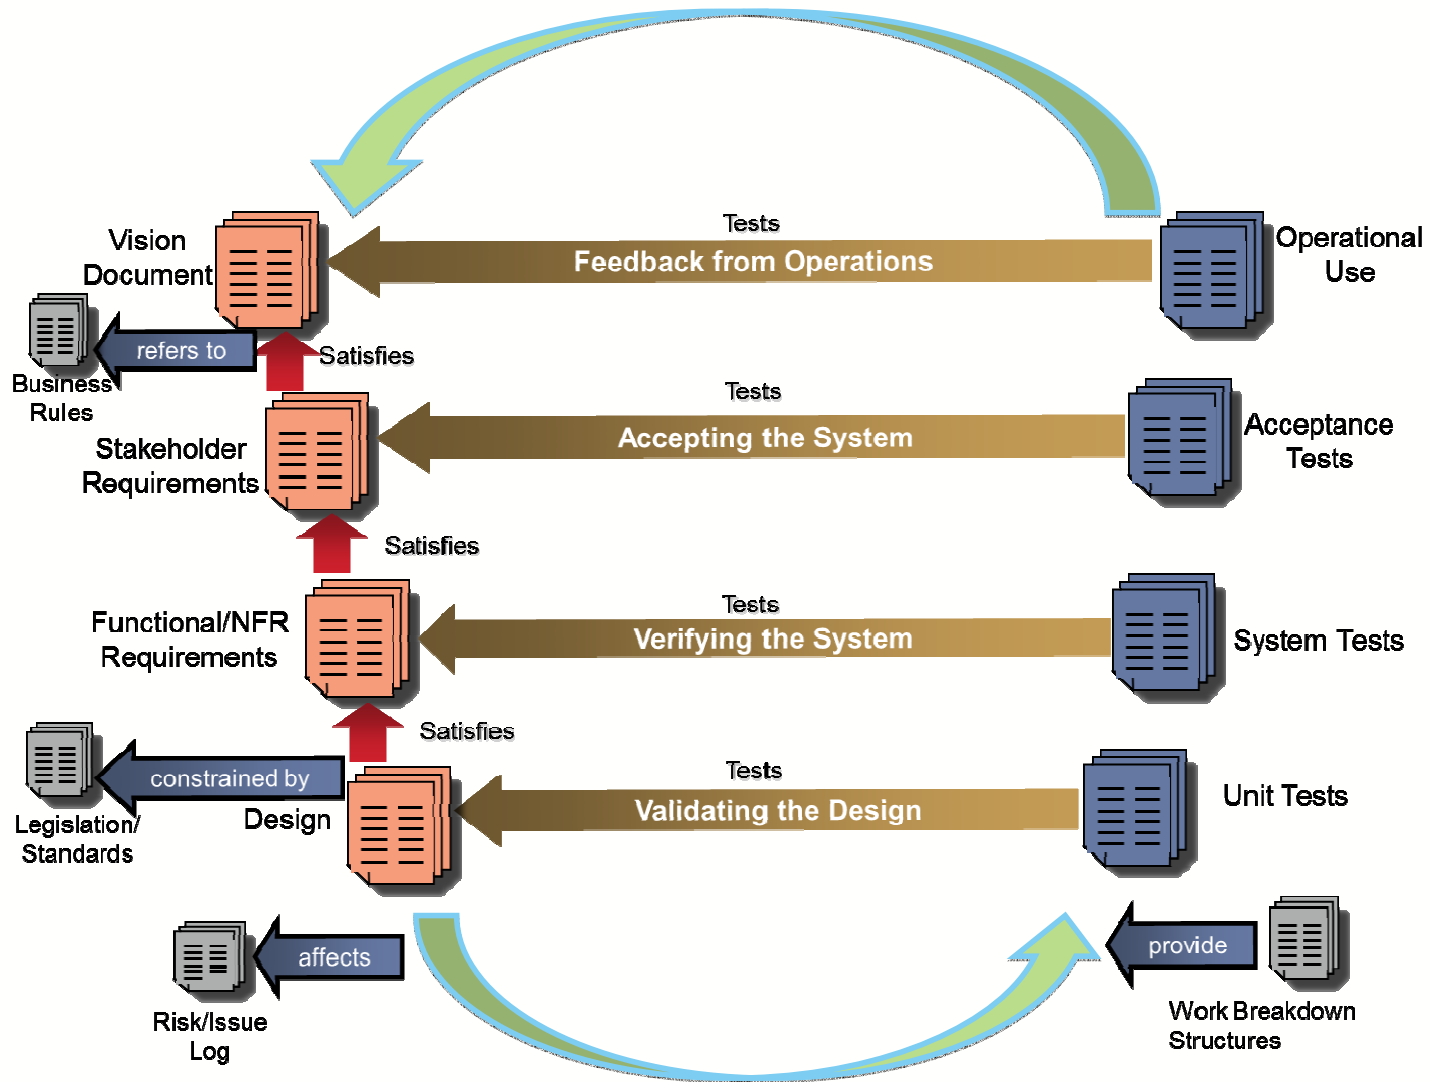 Tests
Vision
Document
Feedback from Operations
Operational
Use
refers to
Satisfies
Business
Rules
Tests
Stakeholder
Requirements
Accepting the System
Acceptance
Tests
Satisfies
Functional/NFR
Requirements
Tests
Verifying the System
System Tests
Satisfies
constrained by
Legislation/
Standards
Design
Tests
Validating the Design
Unit Tests
affects
Risk/Issue
Log
provide
Work Breakdown
Structures